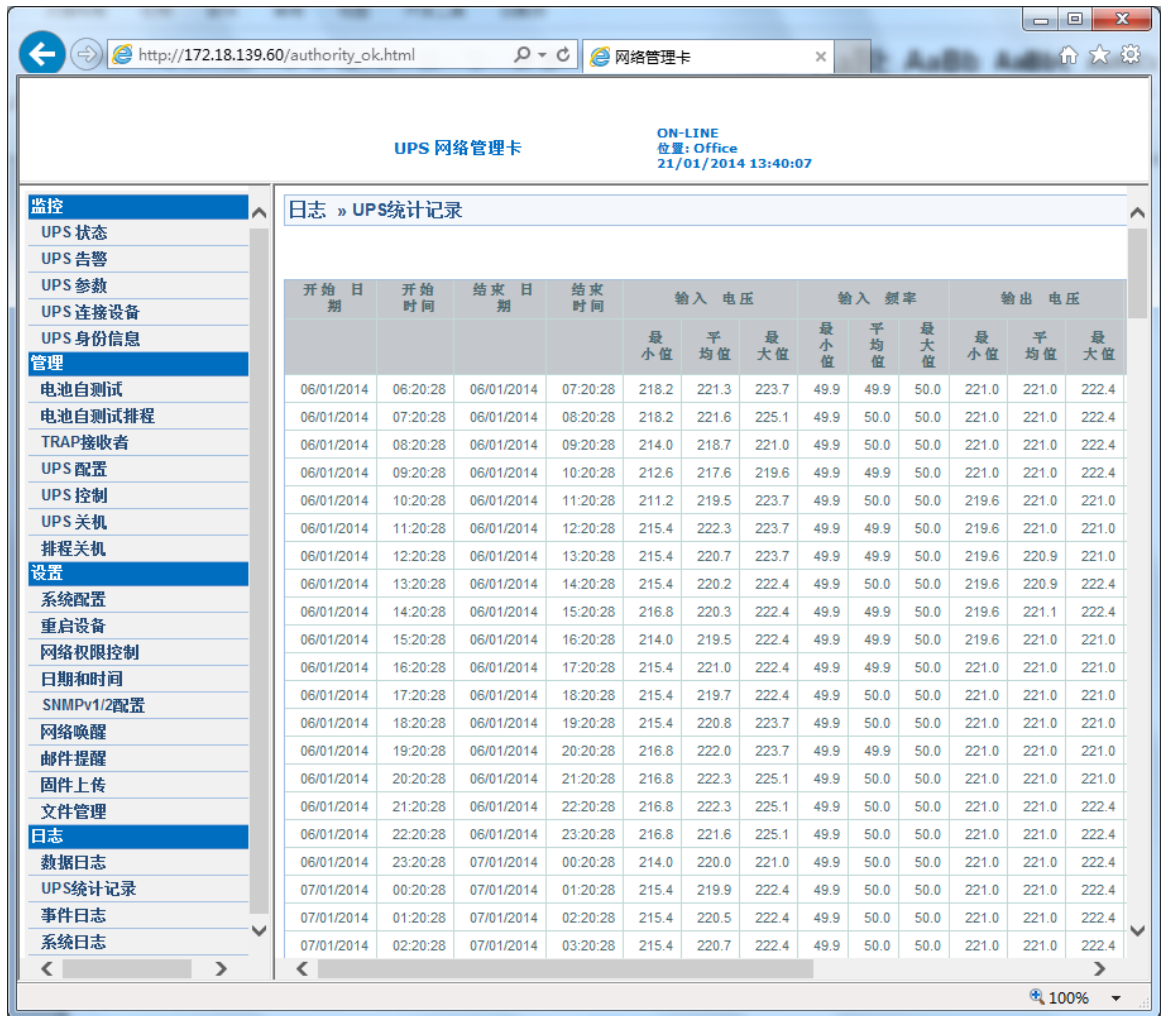 http://172.18.139.60/authority_ok.html
网络管理卡
UPS 网络管理卡
ON-LINE
位置: Office
21/01/2014 13:40:07
监控
UPS 状态
UPS 告警
UPS 参数
UPS 连接设备
UPS 身份信息
管理
电池自测试
电池自测试排程
TRAP接收者
UPS 配置
UPS 控制
UPS 关机
排程关机
设置
系统配置
重启设备
网络权限控制
日期和时间
SNMPv1/2配置
网络唤醒
邮件提醒
固件上传
文件管理
日志
数据日志
UPS统计记录
事件日志
系统日志
日志 » UPS统计记录
开始 日期 开始时间 结束 日期 结束时间 输入 电压 输入 频率 输出 电压
最小值 平均值 最大值 最小值 平均值 最大值 最小值 平均值 最大值
06/01/2014 06:20:28 06/01/2014 07:20:28 218.2 221.3 223.7 49.9 49.9 50.0 221.0 221.0 222.4
06/01/2014 07:20:28 06/01/2014 08:20:28 218.2 221.6 225.1 49.9 50.0 50.0 221.0 221.0 222.4
06/01/2014 08:20:28 06/01/2014 09:20:28 214.0 218.7 221.0 49.9 50.0 50.0 221.0 221.0 222.4
06/01/2014 09:20:28 06/01/2014 10:20:28 212.6 217.6 219.6 49.9 49.9 50.0 221.0 221.0 222.4
06/01/2014 10:20:28 06/01/2014 11:20:28 211.2 219.5 223.7 49.9 50.0 50.0 219.6 221.0 221.0
06/01/2014 11:20:28 06/01/2014 12:20:28 215.4 222.3 223.7 49.9 49.9 50.0 219.6 221.0 221.0
06/01/2014 12:20:28 06/01/2014 13:20:28 215.4 220.7 223.7 49.9 49.9 50.0 219.6 220.9 221.0
06/01/2014 13:20:28 06/01/2014 14:20:28 215.4 220.2 222.4 49.9 50.0 50.0 219.6 220.9 222.4
06/01/2014 14:20:28 06/01/2014 15:20:28 216.8 220.3 222.4 49.9 49.9 50.0 219.6 221.1 222.4
06/01/2014 15:20:28 06/01/2014 16:20:28 214.0 219.5 222.4 49.9 49.9 50.0 219.6 221.0 221.0
06/01/2014 16:20:28 06/01/2014 17:20:28 215.4 221.0 222.4 49.9 49.9 50.0 221.0 221.0 221.0
06/01/2014 17:20:28 06/01/2014 18:20:28 215.4 219.7 222.4 49.9 50.0 50.0 221.0 221.0 221.0
06/01/2014 18:20:28 06/01/2014 19:20:28 215.4 220.8 223.7 49.9 50.0 50.0 221.0 221.0 221.0
06/01/2014 19:20:28 06/01/2014 20:20:28 216.8 222.0 223.7 49.9 49.9 50.0 221.0 221.0 221.0
06/01/2014 20:20:28 06/01/2014 21:20:28 216.8 222.3 225.1 49.9 50.0 50.0 221.0 221.0 221.0
06/01/2014 21:20:28 06/01/2014 22:20:28 216.8 222.3 225.1 49.9 50.0 50.0 221.0 221.0 222.4
06/01/2014 22:20:28 06/01/2014 23:20:28 216.8 221.6 225.1 49.9 50.0 50.0 221.0 221.0 222.4
06/01/2014 23:20:28 07/01/2014 00:20:28 214.0 220.0 221.0 49.9 50.0 50.0 221.0 221.0 222.4
07/01/2014 00:20:28 07/01/2014 01:20:28 215.4 219.9 222.4 49.9 50.0 50.0 221.0 221.0 222.4
07/01/2014 01:20:28 07/01/2014 02:20:28 215.4 220.5 222.4 49.9 50.0 50.0 221.0 221.0 222.4
07/01/2014 02:20:28 07/01/2014 03:20:28 215.4 220.7 222.4 49.9 50.0 50.0 221.0 221.0 222.4
100%